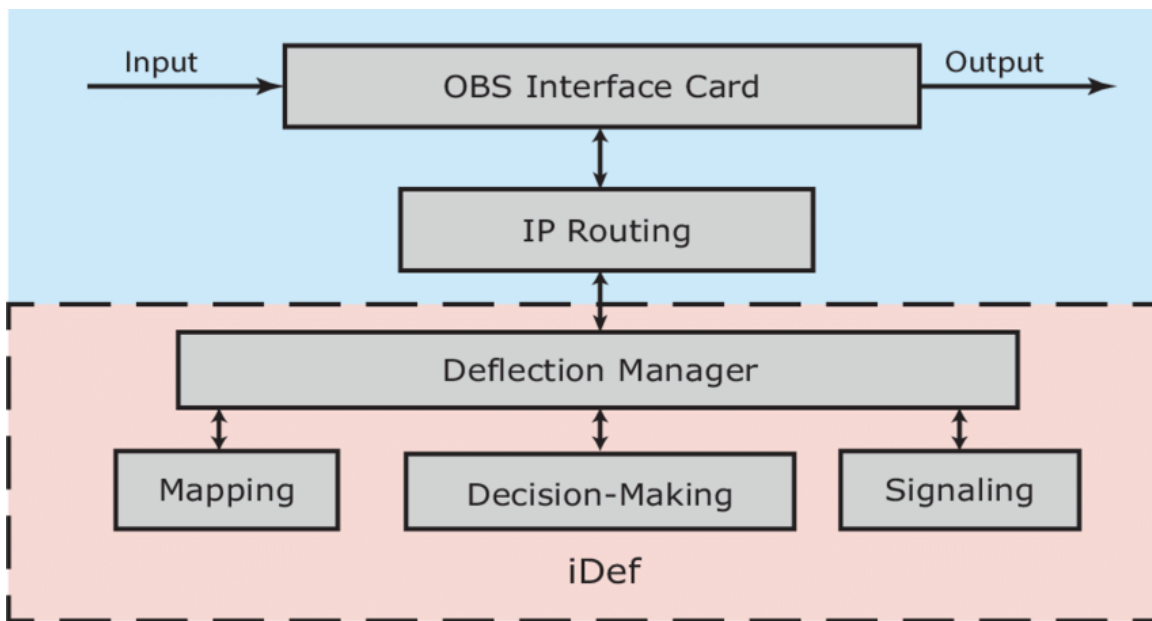 Input
OBS Interface Card
Output
IP Routing
Deflection Manager
Mapping
Decision-Making
Signaling
iDef